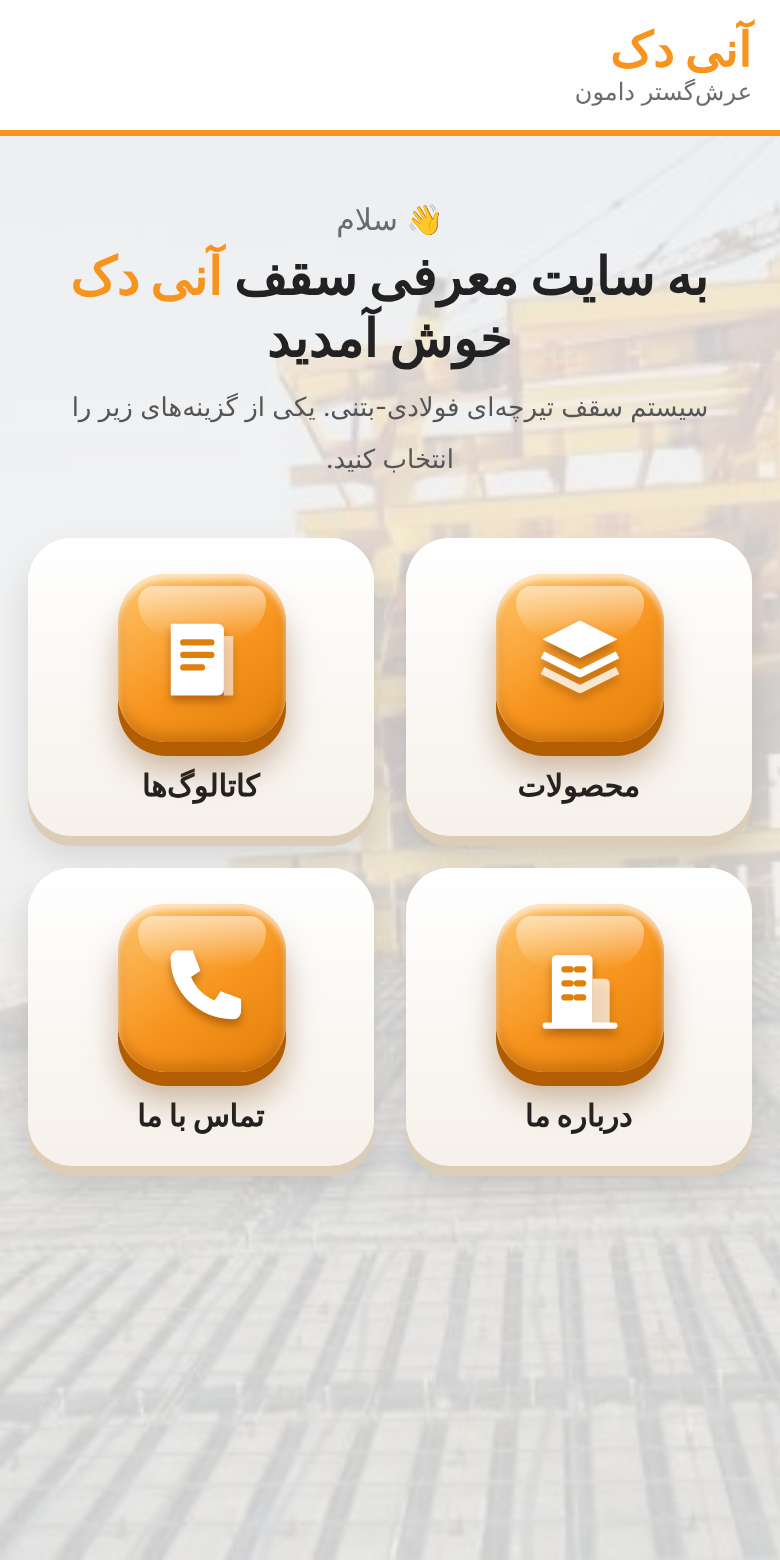 آنی دک
عرش‌گستر دامون
👋 سلام
به سایت معرفی سقف آنی دک
خوش آمدید
سیستم سقف تیرچه‌ای فولادی-بتنی. یکی از گزینه‌های زیر را
انتخاب کنید.
محصولات
کاتالوگ‌ها
درباره ما
تماس با ما